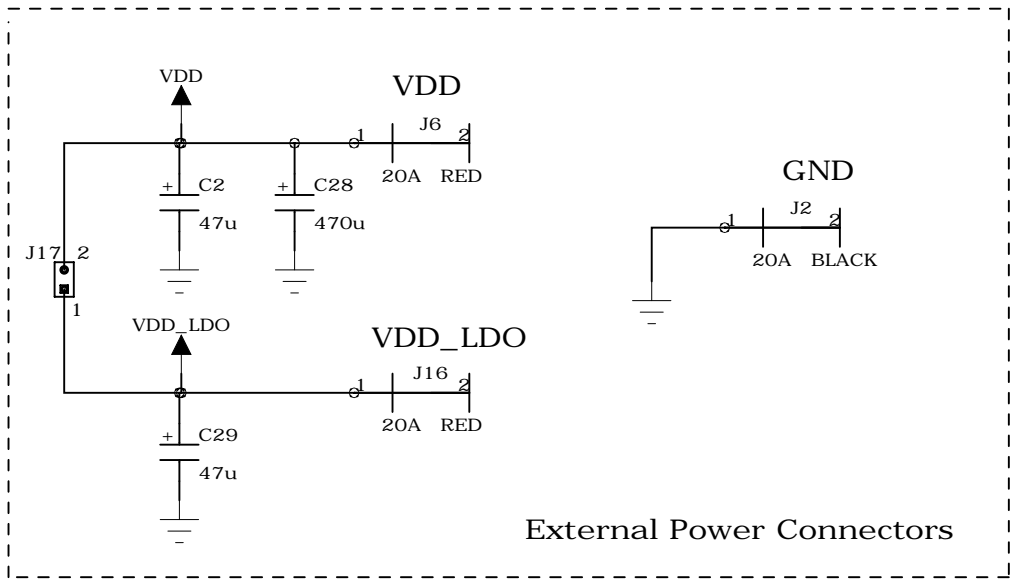 VDD
VDD
1 J6 2
20A RED
+ C2
47u
+ C28
470u
J17 2
1
GND
1 J2 2
20A BLACK
VDD_LDO
VDD_LDO
1 J16 2
20A RED
+ C29
47u
External Power Connectors